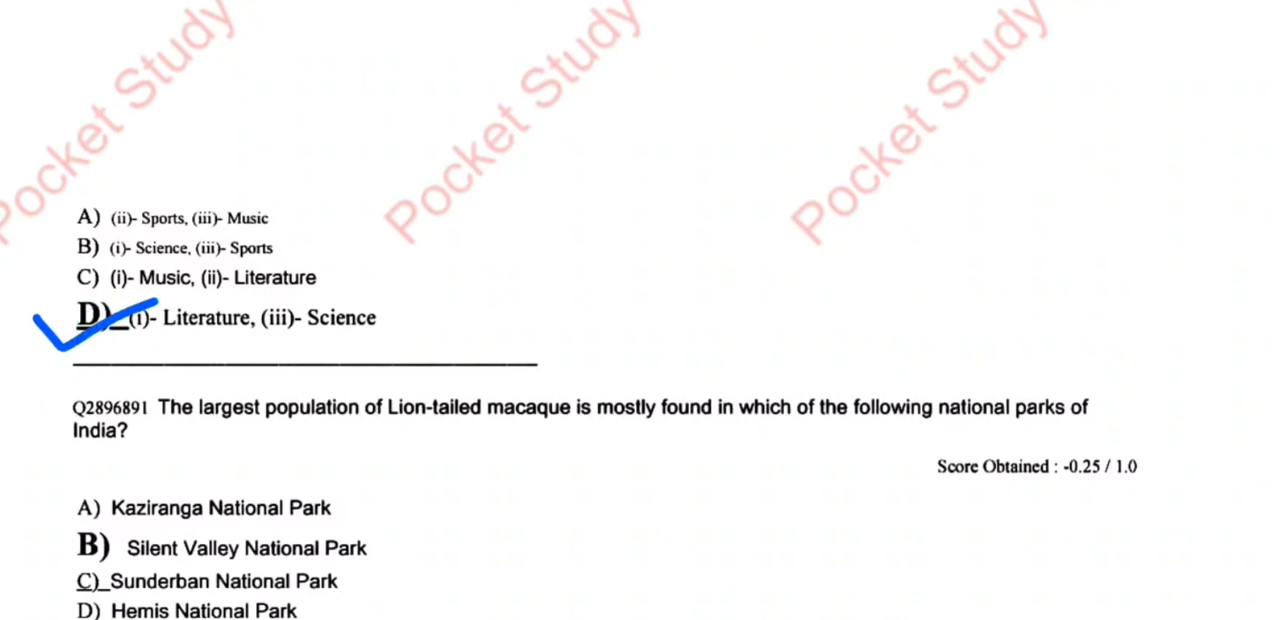 Pocket Study Pocket Study Pocket Study
A) (ii)- Sports, (iii)- Music
B) (i)- Science, (iii)- Sports
C) (i)- Music, (ii)- Literature
D) (i)- Literature, (iii)- Science
Q2896891 The largest population of Lion-tailed macaque is mostly found in which of the following national parks of
India?
Score Obtained : -0.25 / 1.0
A) Kaziranga National Park
B) Silent Valley National Park
C) Sunderban National Park
D) Hemis National Park